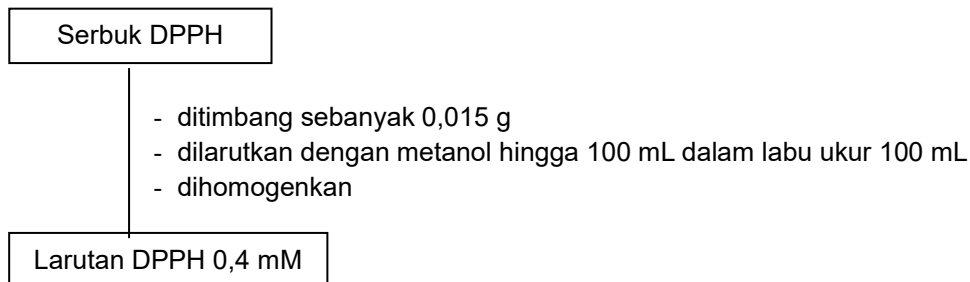 Serbuk DPPH
- ditimbang sebanyak 0,015 g
- dilarutkan dengan metanol hingga 100 mL dalam labu ukur 100 mL
- dihomogenkan
Larutan DPPH 0,4 mM